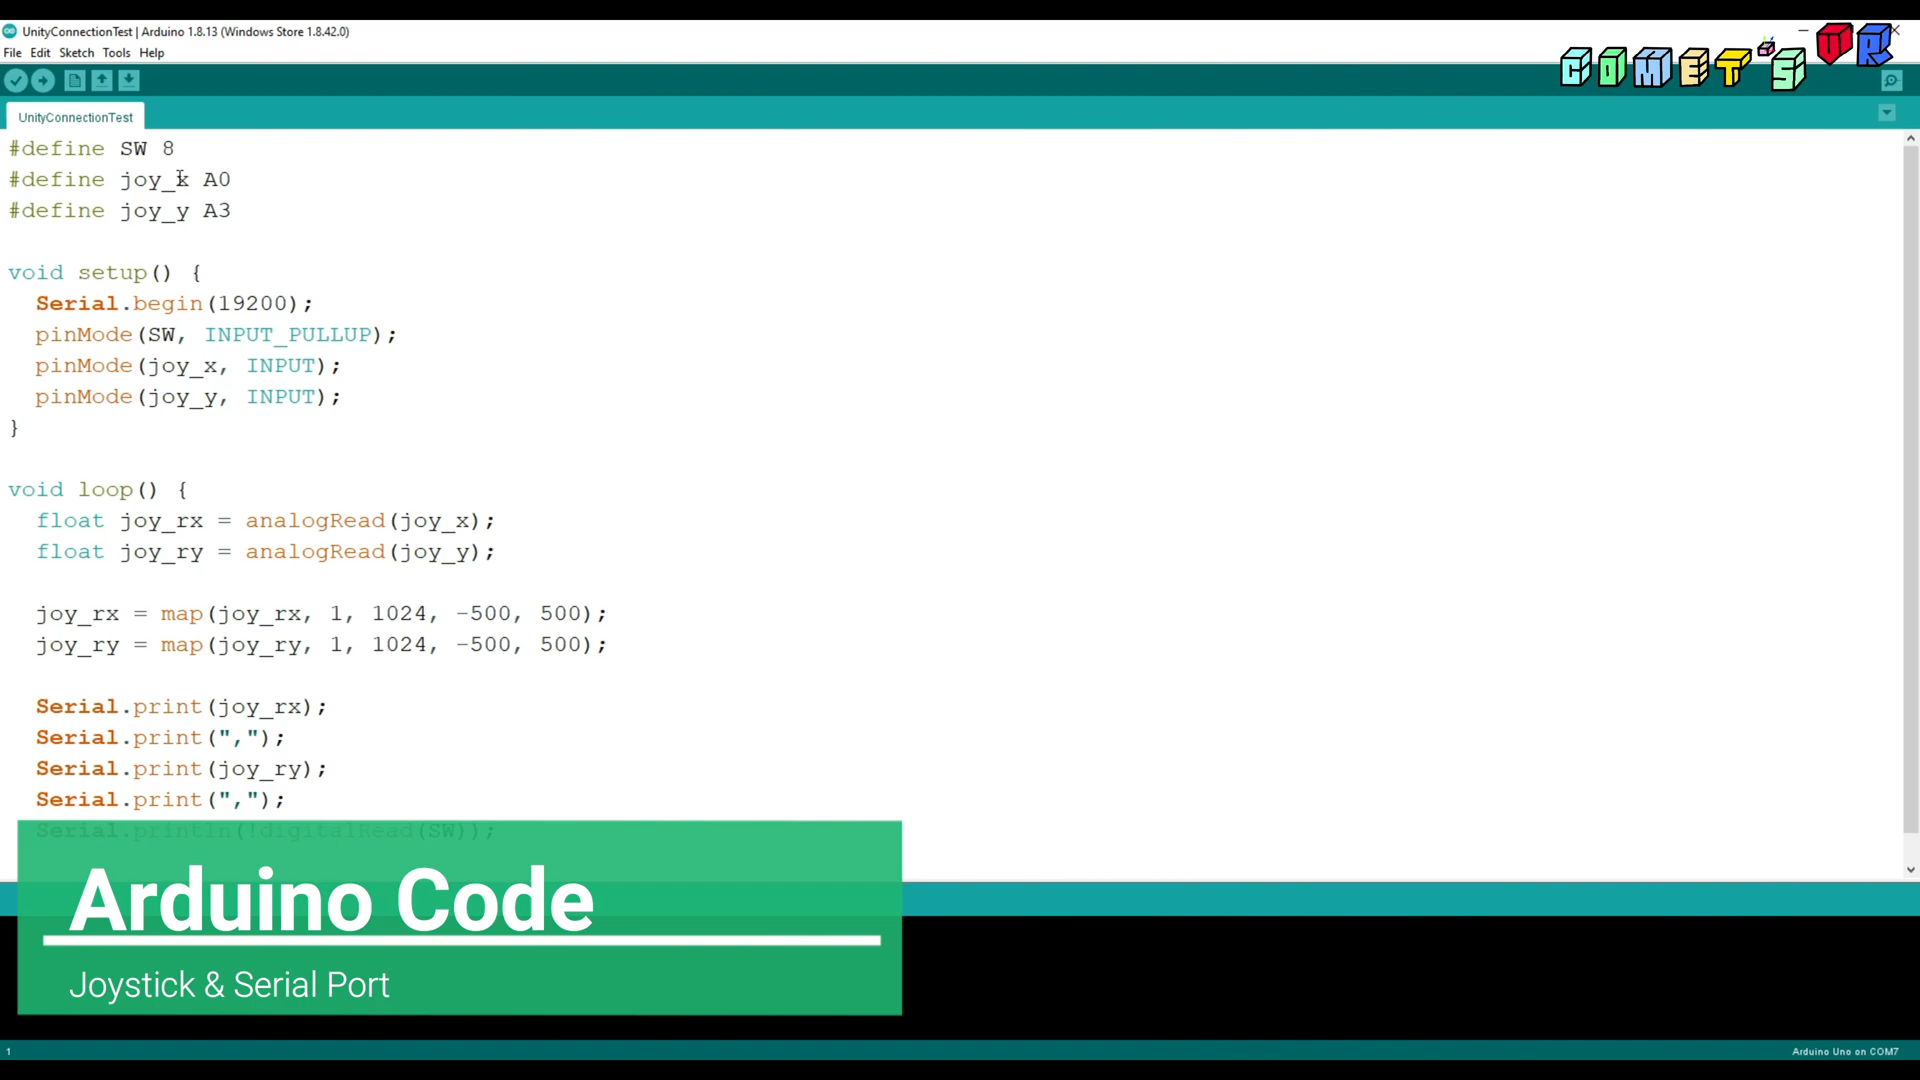 UnityConnectionTest | Arduino 1.8.13 (Windows Store 1.8.42.0)
File Edit Sketch Tools Help
COMET'S VR
UnityConnectionTest
#define SW 8
#define joy_x A0
#define joy_y A3
void setup() {
Serial.begin(19200);
pinMode(SW, INPUT_PULLUP);
pinMode(joy_x, INPUT);
pinMode(joy_y, INPUT);
}
void loop() {
float joy_rx = analogRead(joy_x);
float joy_ry = analogRead(joy_y);
joy_rx = map(joy_rx, 1, 1024, -500, 500);
joy_ry = map(joy_ry, 1, 1024, -500, 500);
Serial.print(joy_rx);
Serial.print(",");
Serial.print(joy_ry);
Serial.print(",");
Serial.println(!digitalRead(SW));
Arduino Code
Joystick & Serial Port
1
Arduino Uno on COM7